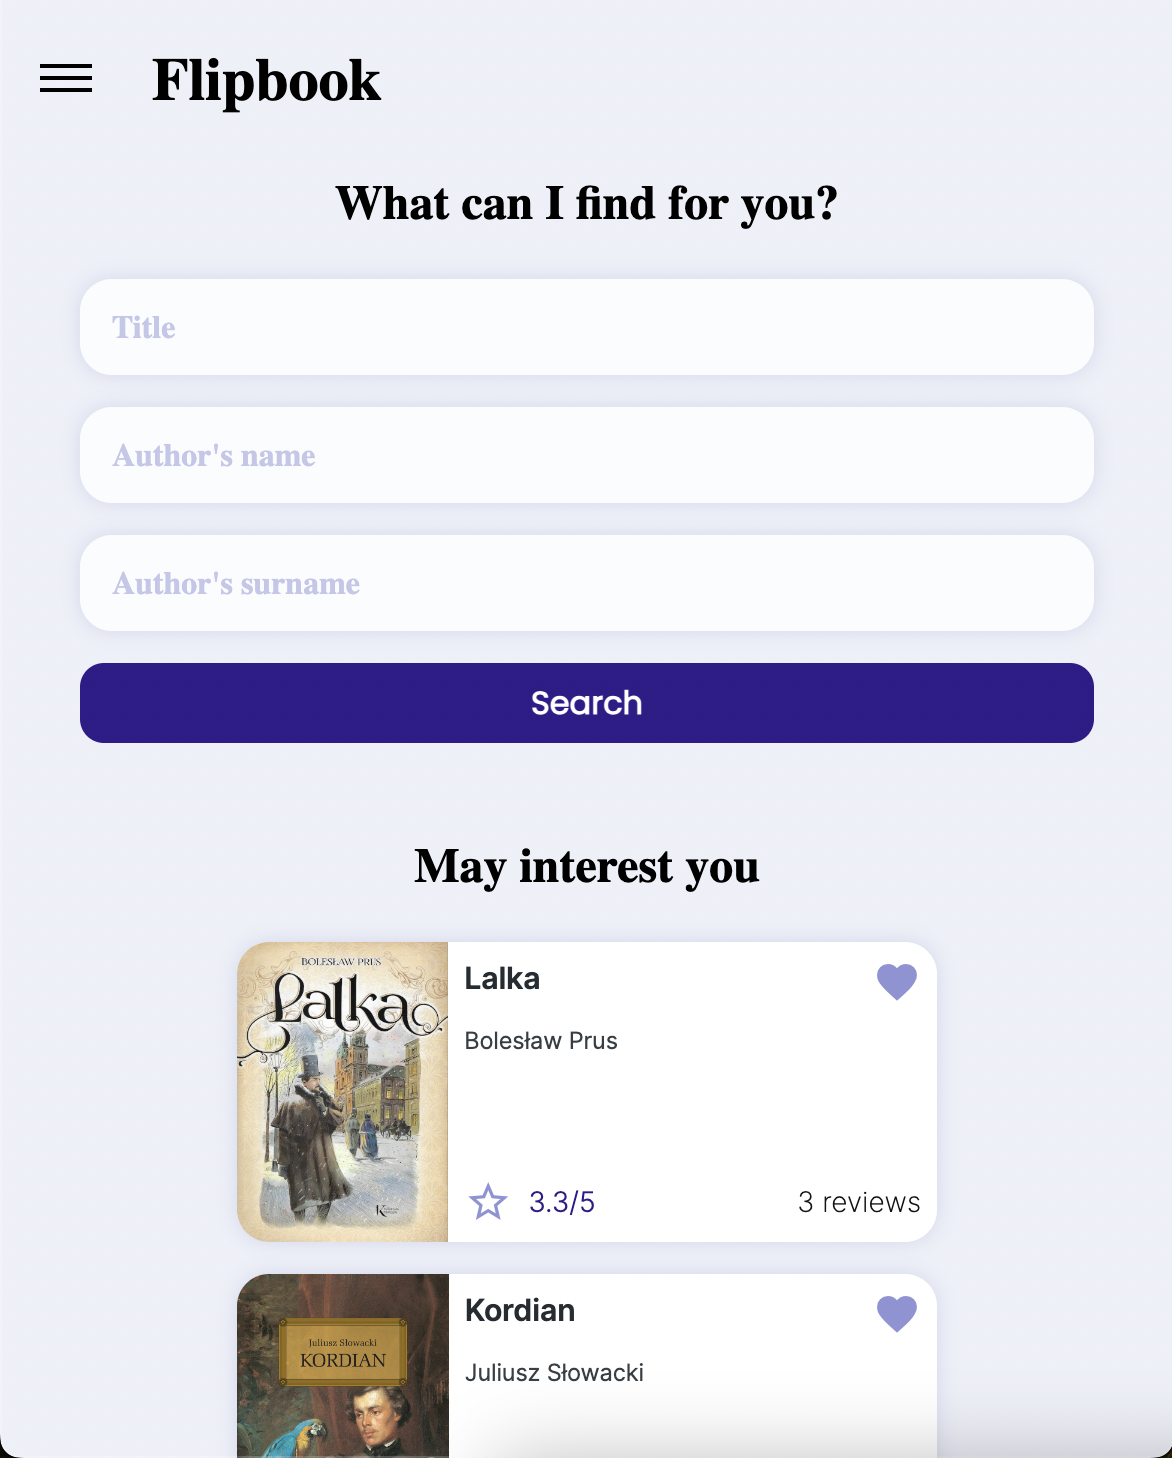 Flipbook
What can I find for you?
Title
Author's name
Author's surname
Search
May interest you
BOLESŁAW PRUS
Lalka
Lalka
Bolesław Prus
3.3/5
3 reviews
Juliusz Słowacki
KORDIAN
Kordian
Juliusz Słowacki